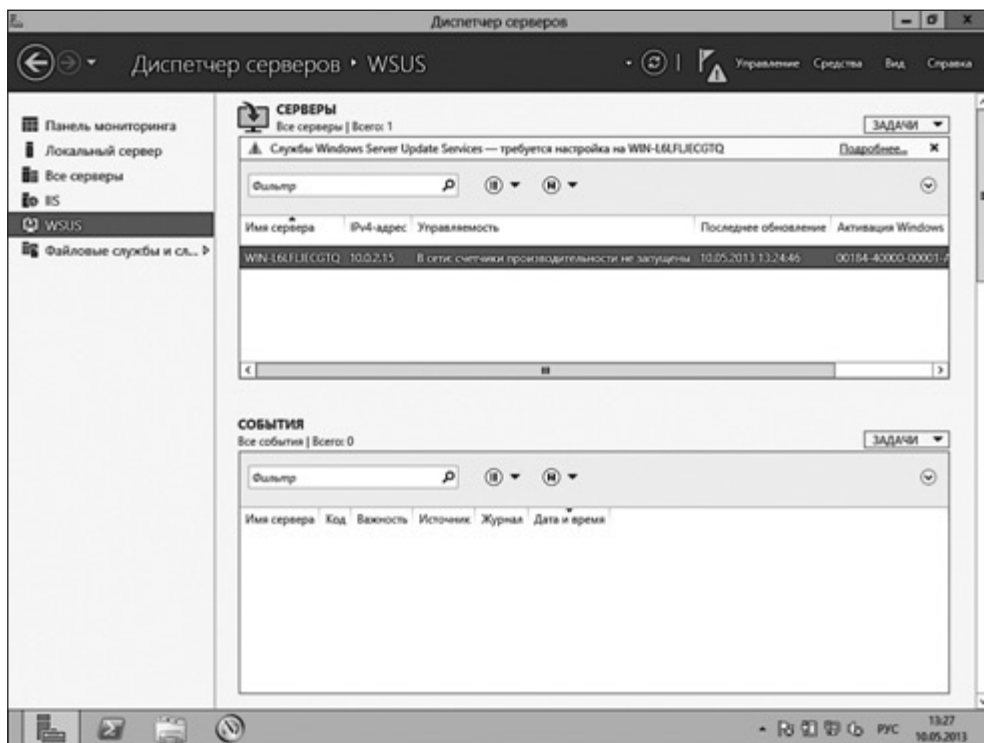 Диспетчер серверов
Диспетчер серверов • WSUS
Управление Средства Вид Справка
Панель мониторинга
Локальный сервер
Все серверы
IIS
WSUS
Файловые службы и сл...
СЕРВЕРЫ
Все серверы | Всего: 1
ЗАДАЧИ
Службы Windows Server Update Services — требуется настройка на WIN-L6LFLJECGTQ Подробнее...
Фильтр
Имя сервера IPv4-адрес Управляемость Последнее обновление Активация Windows
WIN-L6LFLJECGTQ 10.0.2.15 В сети: счетчики производительности не запущены 10.05.2013 13:24:46 00184-40000-00001-A
СОБЫТИЯ
Все события | Всего: 0
ЗАДАЧИ
Фильтр
Имя сервера Код Важность Источник Журнал Дата и время
РУС
13:27
10.05.2013